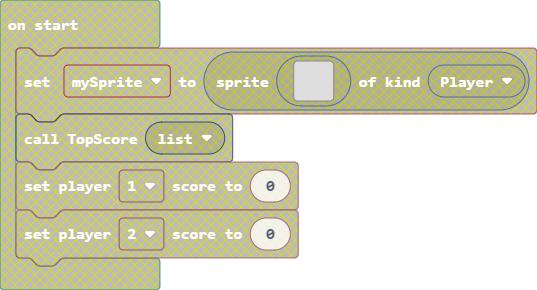 on start
set mySprite to sprite of kind Player
call TopScore list
set player 1 score to 0
set player 2 score to 0